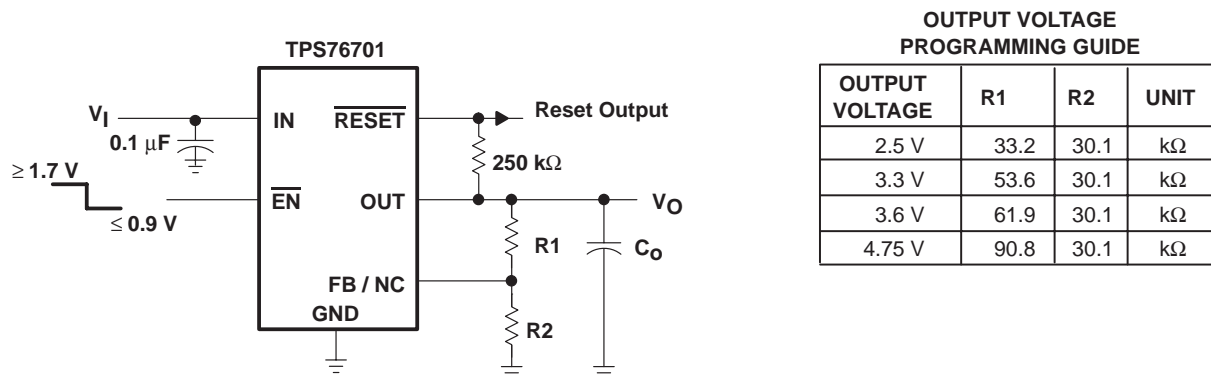 TPS76701
V_I
0.1 μF
IN
RESET
Reset Output
250 kΩ
≥ 1.7 V
≤ 0.9 V
EN
OUT
V_O
R1
C_o
FB / NC
GND
R2
OUTPUT VOLTAGE
PROGRAMMING GUIDE
OUTPUT VOLTAGE R1 R2 UNIT
2.5 V 33.2 30.1 kΩ
3.3 V 53.6 30.1 kΩ
3.6 V 61.9 30.1 kΩ
4.75 V 90.8 30.1 kΩ